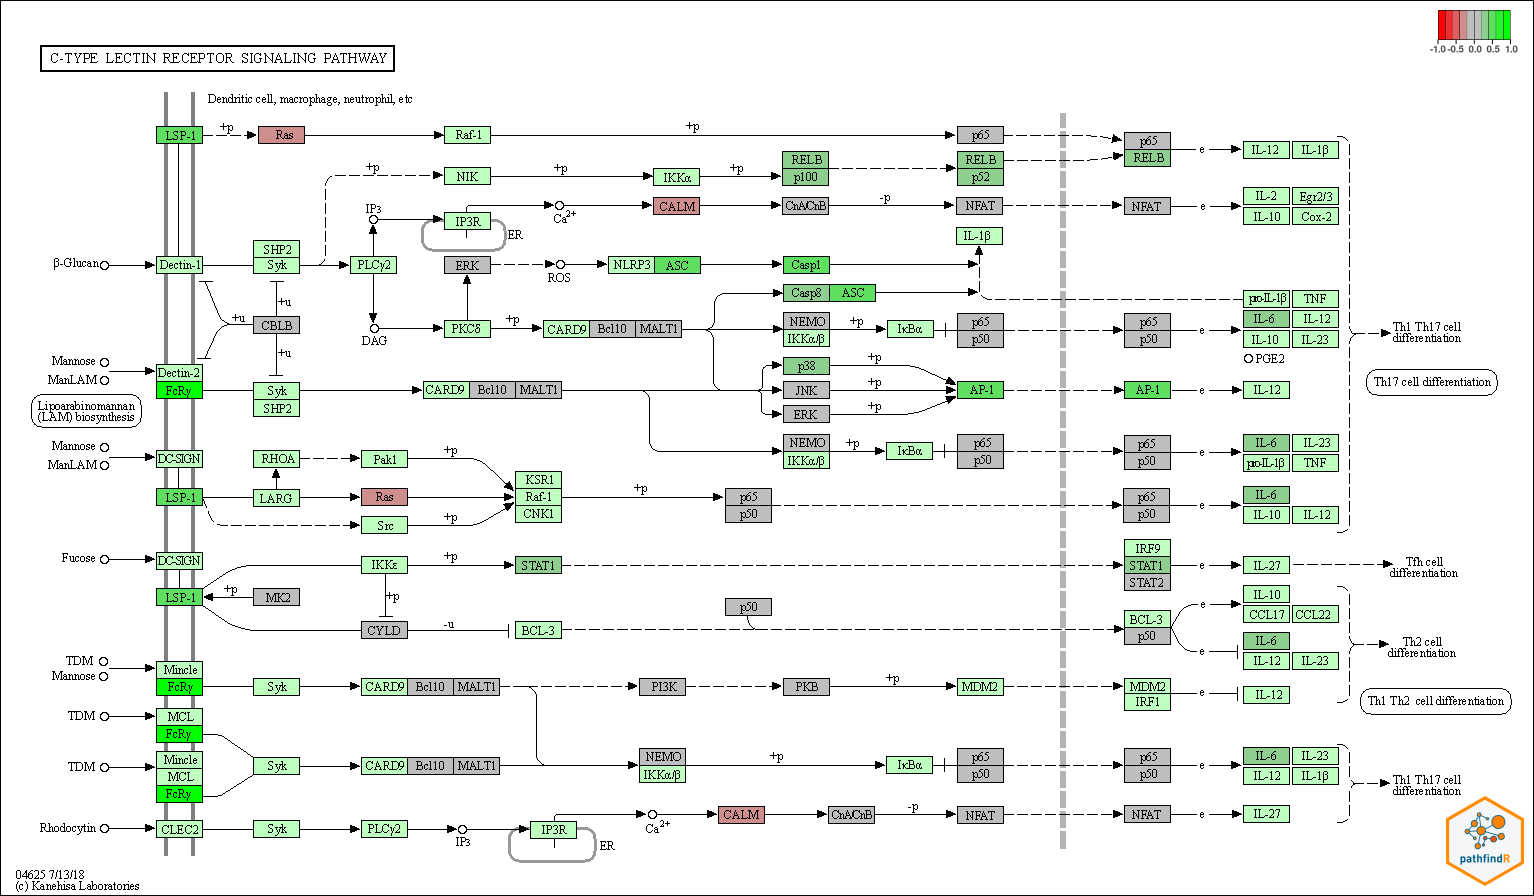 -1.0 -0.5 0.0 0.5 1.0
C-TYPE LECTIN RECEPTOR SIGNALING PATHWAY
Dendritic cell, macrophage, neutrophil, etc
LSP-1 +p Ras Raf-1 +p p65 p65
RELB e IL-12 IL-1β
RELB RELB
+p NIK +p IKKα +p p100 p52
IL-2 Egr2/3
IP3 IP3R Ca2+ CALM CnA/CnB -p NFAT NFAT e
IL-10 Cox-2
ER
IL-1β
SHP2
β-Glucan Dectin-1 Syk PLCγ2 ERK ROS NLRP3 ASC Casp1
+u Casp8 ASC pro-IL-1β TNF
+u CBLB DAG PKCδ +p CARD9 Bcl10 MALT1 NEMO +p IκBα p65 p65 e IL-6 IL-12
IKKα/β p50 p50 IL-10 IL-23
Th1 Th17 cell
differentiation
+u PGE2
Mannose Dectin-2 p38 +p
ManLAM FcRγ Syk CARD9 Bcl10 MALT1 JNK +p AP-1 AP-1 e IL-12
Th17 cell differentiation
SHP2 ERK +p
Lipoarabinomannan
(LAM) biosynthesis
Mannose DC-SIGN RHOA Pak1 +p NEMO +p IκBα p65 p65 e IL-6 IL-23
ManLAM IKKα/β p50 p50 pro-IL-1β TNF
KSR1
LSP-1 LARG Ras Raf-1 +p p65 p65 e IL-6
CNK1 p50 p50 IL-10 IL-12
Src +p
IRF9
Fucose DC-SIGN IKKε +p STAT1 STAT1 e IL-27
STAT2
Tfh cell
differentiation
LSP-1 +p MK2 +p p50 e IL-10
CCL17 CCL22
CYLD -u BCL-3 BCL-3
p50
e IL-6
IL-12 IL-23
Th2 cell
differentiation
TDM Mincle
Mannose FcRγ Syk CARD9 Bcl10 MALT1 PI3K PKB +p MDM2 MDM2 e IL-12
IRF1
Th1 Th2 cell differentiation
TDM MCL
FcRγ
TDM Mincle Syk CARD9 Bcl10 MALT1 NEMO +p IκBα p65 p65 e IL-6 IL-23
MCL IKKα/β p50 p50 IL-12 IL-1β
FcRγ
Th1 Th17 cell
differentiation
Rhodocytin CLEC2 Syk PLCγ2 IP3 IP3R Ca2+ CALM CnA/CnB -p NFAT NFAT e IL-27
ER
pathfindR
04625 7/13/18
(c) Kanehisa Laboratories